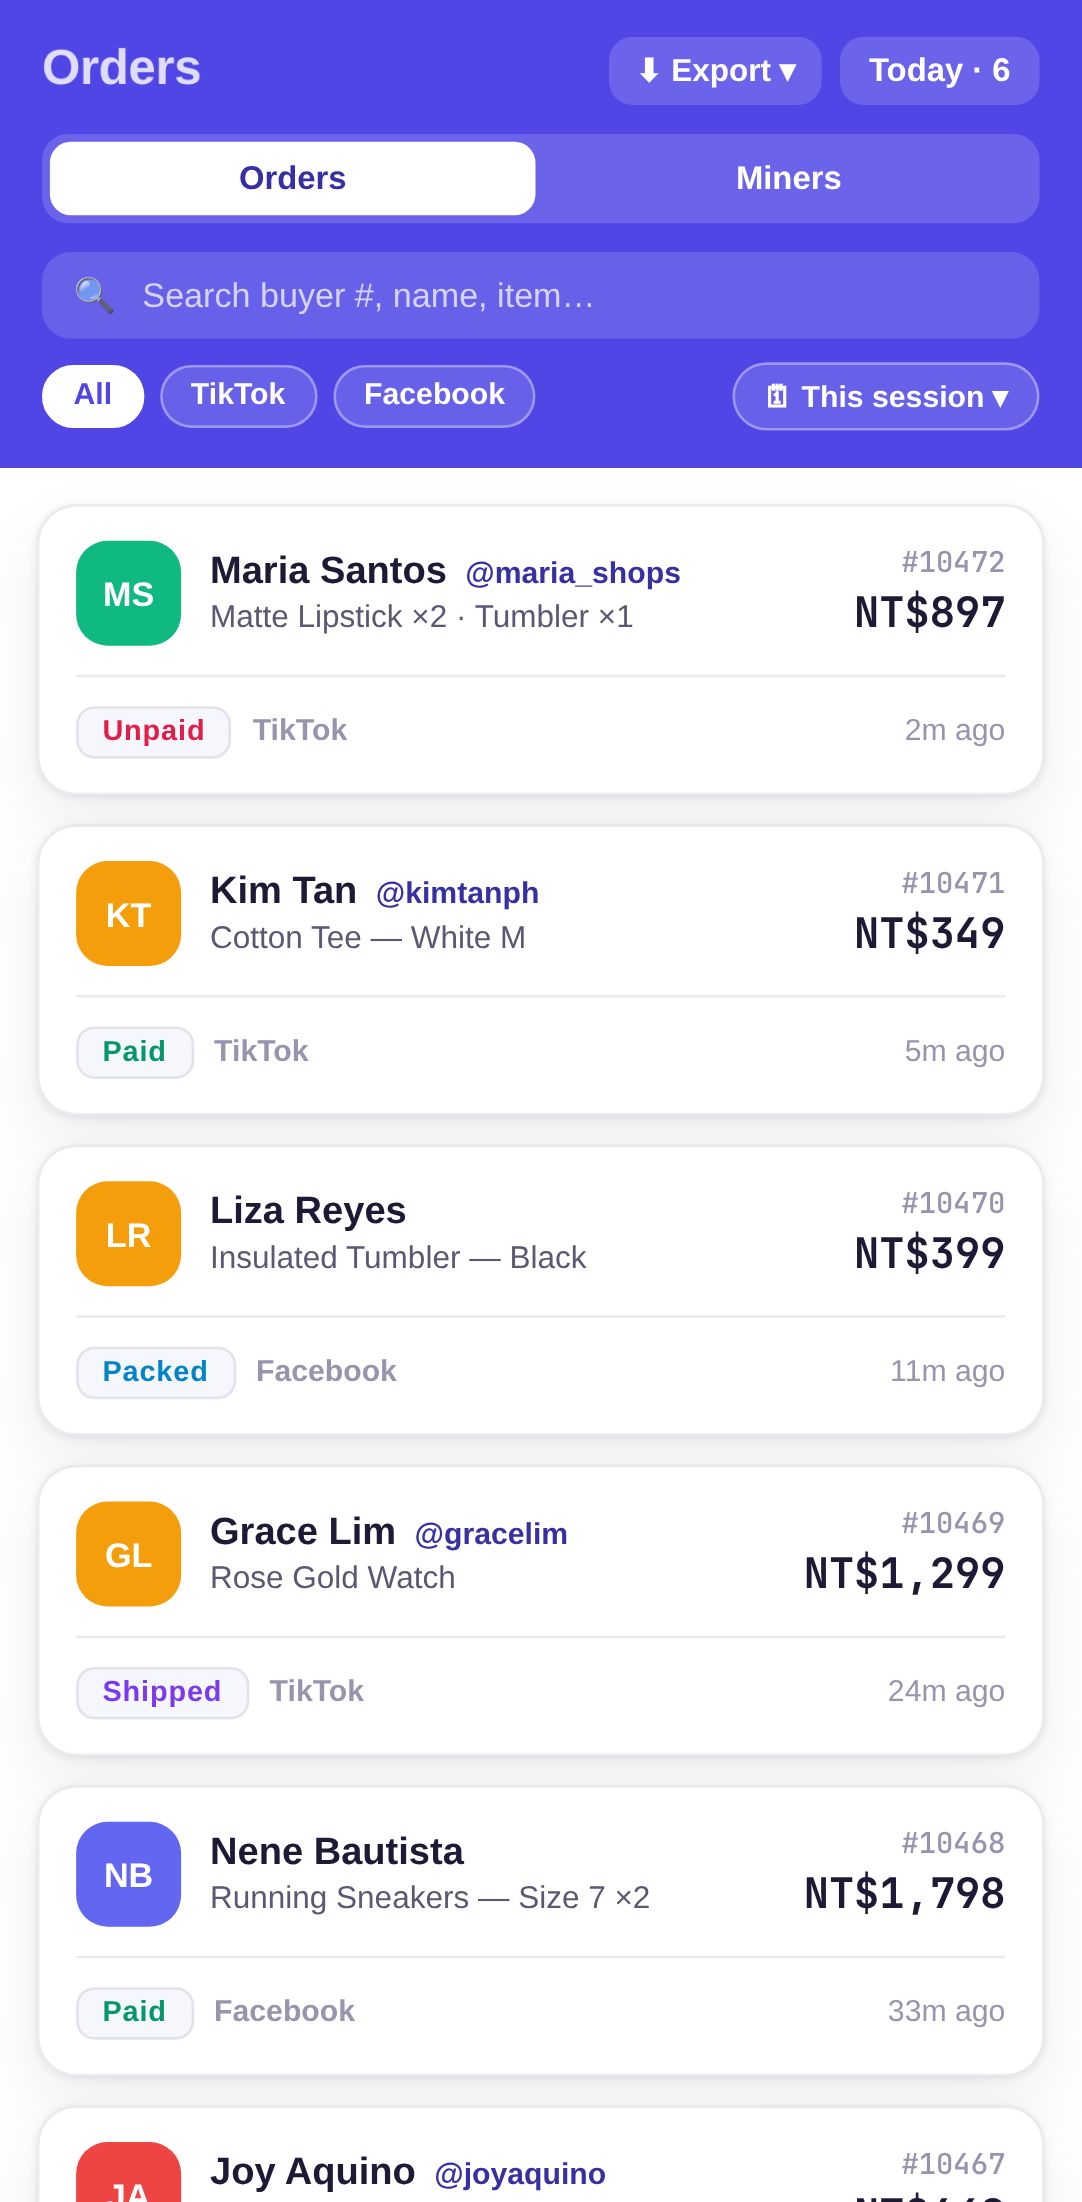 Orders
⬇ Export ▾
Today · 6
Orders
Miners
🔍 Search buyer #, name, item…
All
TikTok
Facebook
🗓 This session ▾
MS
Maria Santos @maria_shops
#10472
Matte Lipstick ×2 · Tumbler ×1
NT$897
Unpaid
TikTok
2m ago
KT
Kim Tan @kimtanph
#10471
Cotton Tee — White M
NT$349
Paid
TikTok
5m ago
LR
Liza Reyes
#10470
Insulated Tumbler — Black
NT$399
Packed
Facebook
11m ago
GL
Grace Lim @gracelim
#10469
Rose Gold Watch
NT$1,299
Shipped
TikTok
24m ago
NB
Nene Bautista
#10468
Running Sneakers — Size 7 ×2
NT$1,798
Paid
Facebook
33m ago
JA
Joy Aquino @joyaquino
#10467